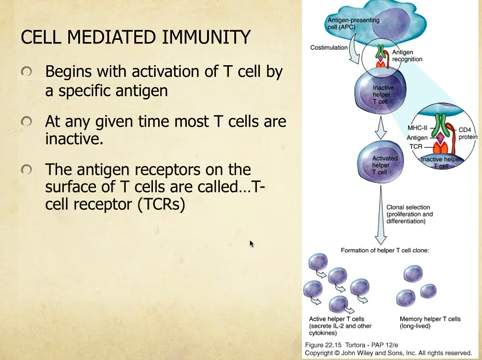 CELL MEDIATED IMMUNITY
Begins with activation of T cell by
a specific antigen
At any given time most T cells are
inactive.
The antigen receptors on the
surface of T cells are called…T-
cell receptor (TCRs)
Antigen-presenting
cell (APC)
Costimulation
Antigen
recognition
Inactive
helper
T cell
MHC-II
Antigen
TCR
CD4
protein
Inactive helper
T cell
Activated
helper
T cell
Clonal selection
(proliferation and
differentiation)
Formation of helper T cell clone:
Active helper T cells
(secrete IL-2 and other
cytokines)
Memory helper T cells
(long-lived)
Figure 22.15 Tortora - PAP 12/e
Copyright © John Wiley and Sons, Inc. All rights reserved.